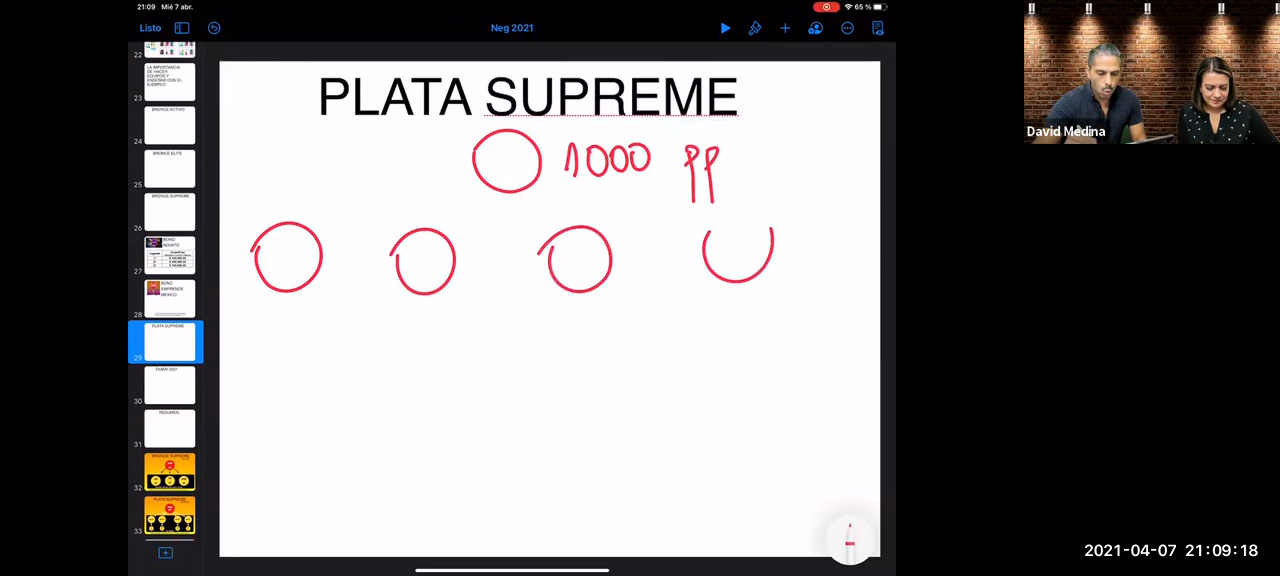 21:09 Mié 7 abr.
65 %
Listo
Neg 2021
22
LA IMPORTANCIA
DE HACER
EQUIPOS Y
ENSEÑAR CON EL
EJEMPLO
23
BRONCE ACTIVO
24
BRONCE ELITE
25
BRONCE SUPREME
26
BONO
NOVATO
27
BONO
EMPRENDE
MEXICO
28
PLATA SUPREME
29
DUBAI 2021
30
RESUMEN
31
BRONCE SUPREME
32
PLATA SUPREME
33
PLATA SUPREME
1000 pp
David Medina
2021-04-07 21:09:18